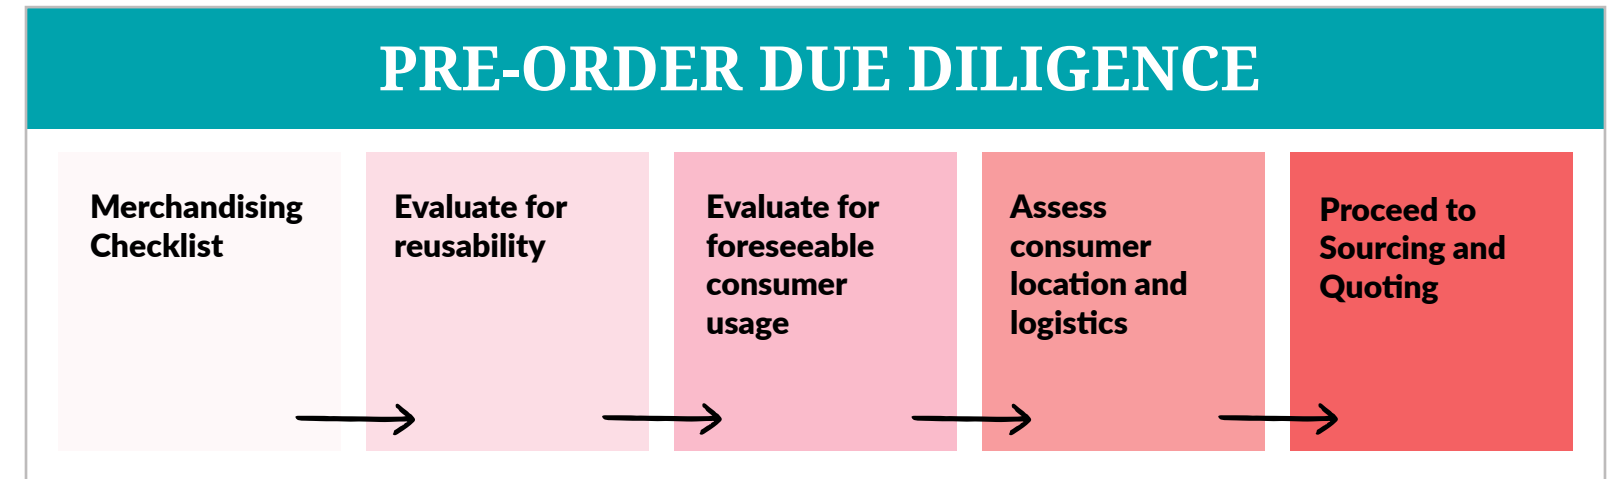 PRE-ORDER DUE DILIGENCE
Merchandising
Checklist
Evaluate for
reusability
Evaluate for
foreseeable
consumer
usage
Assess
consumer
location and
logistics
Proceed to
Sourcing and
Quoting